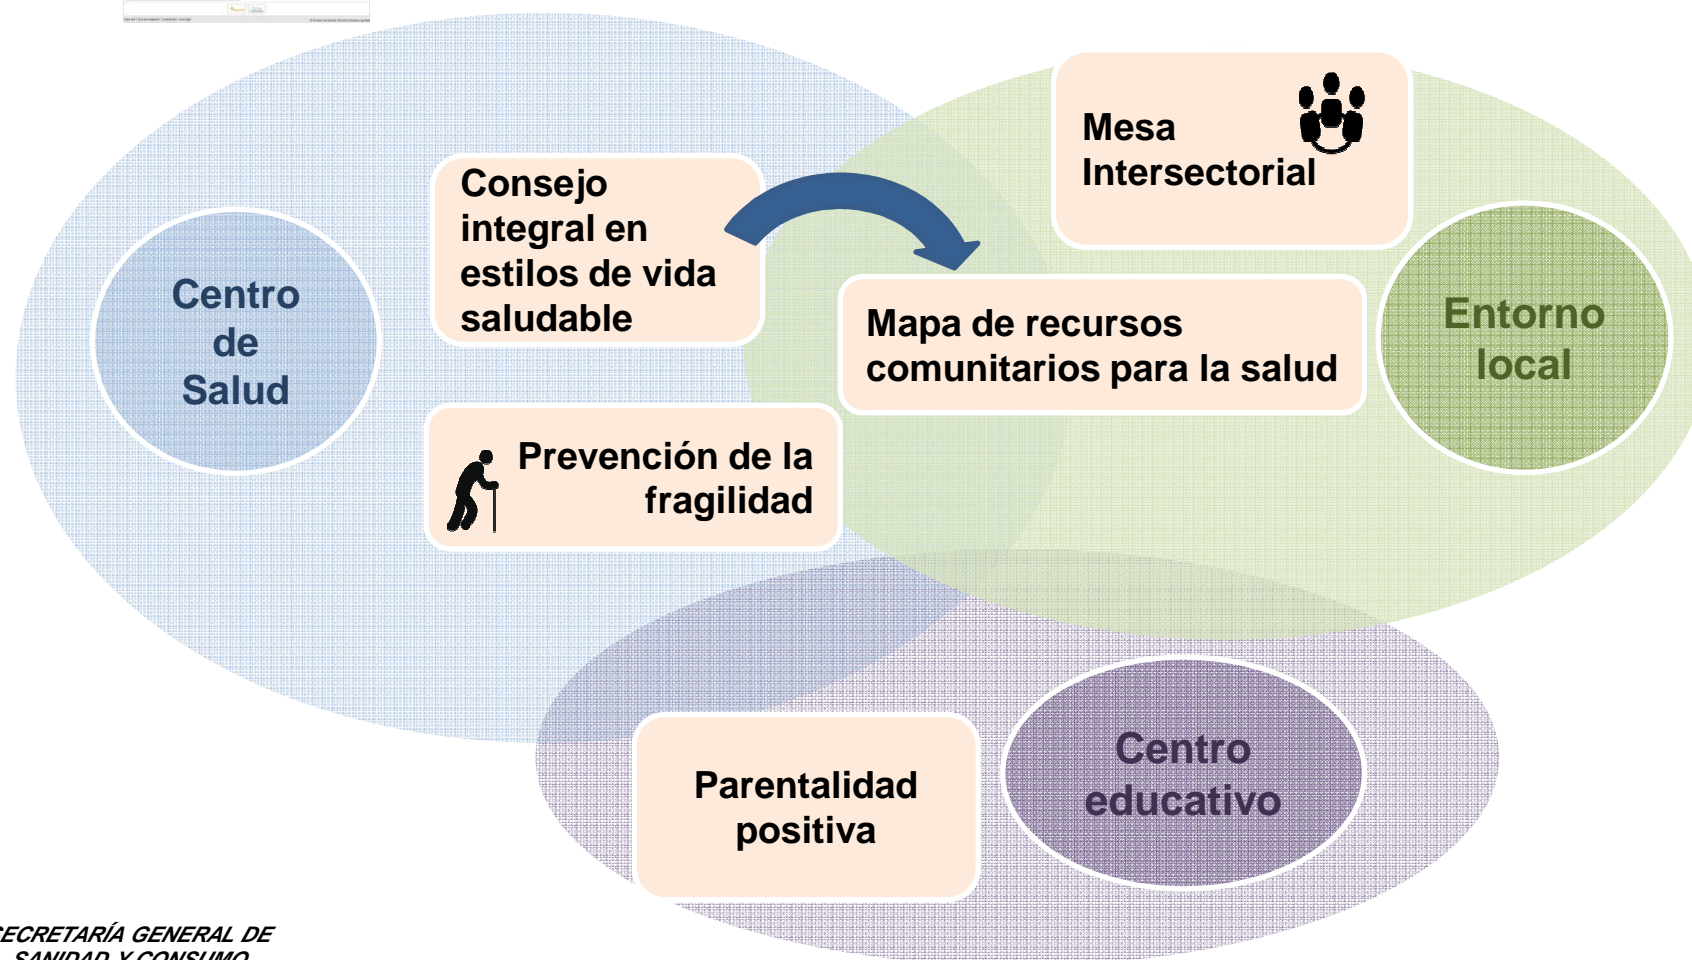 Mesa
Intersectorial
Consejo
integral en
estilos de vida
saludable
Centro
de
Salud
Mapa de recursos
comunitarios para la salud
Entorno
local
Prevención de la
fragilidad
Centro
educativo
Parentalidad
positiva
SECRETARÍA GENERAL DE
SANIDAD Y CONSUMO